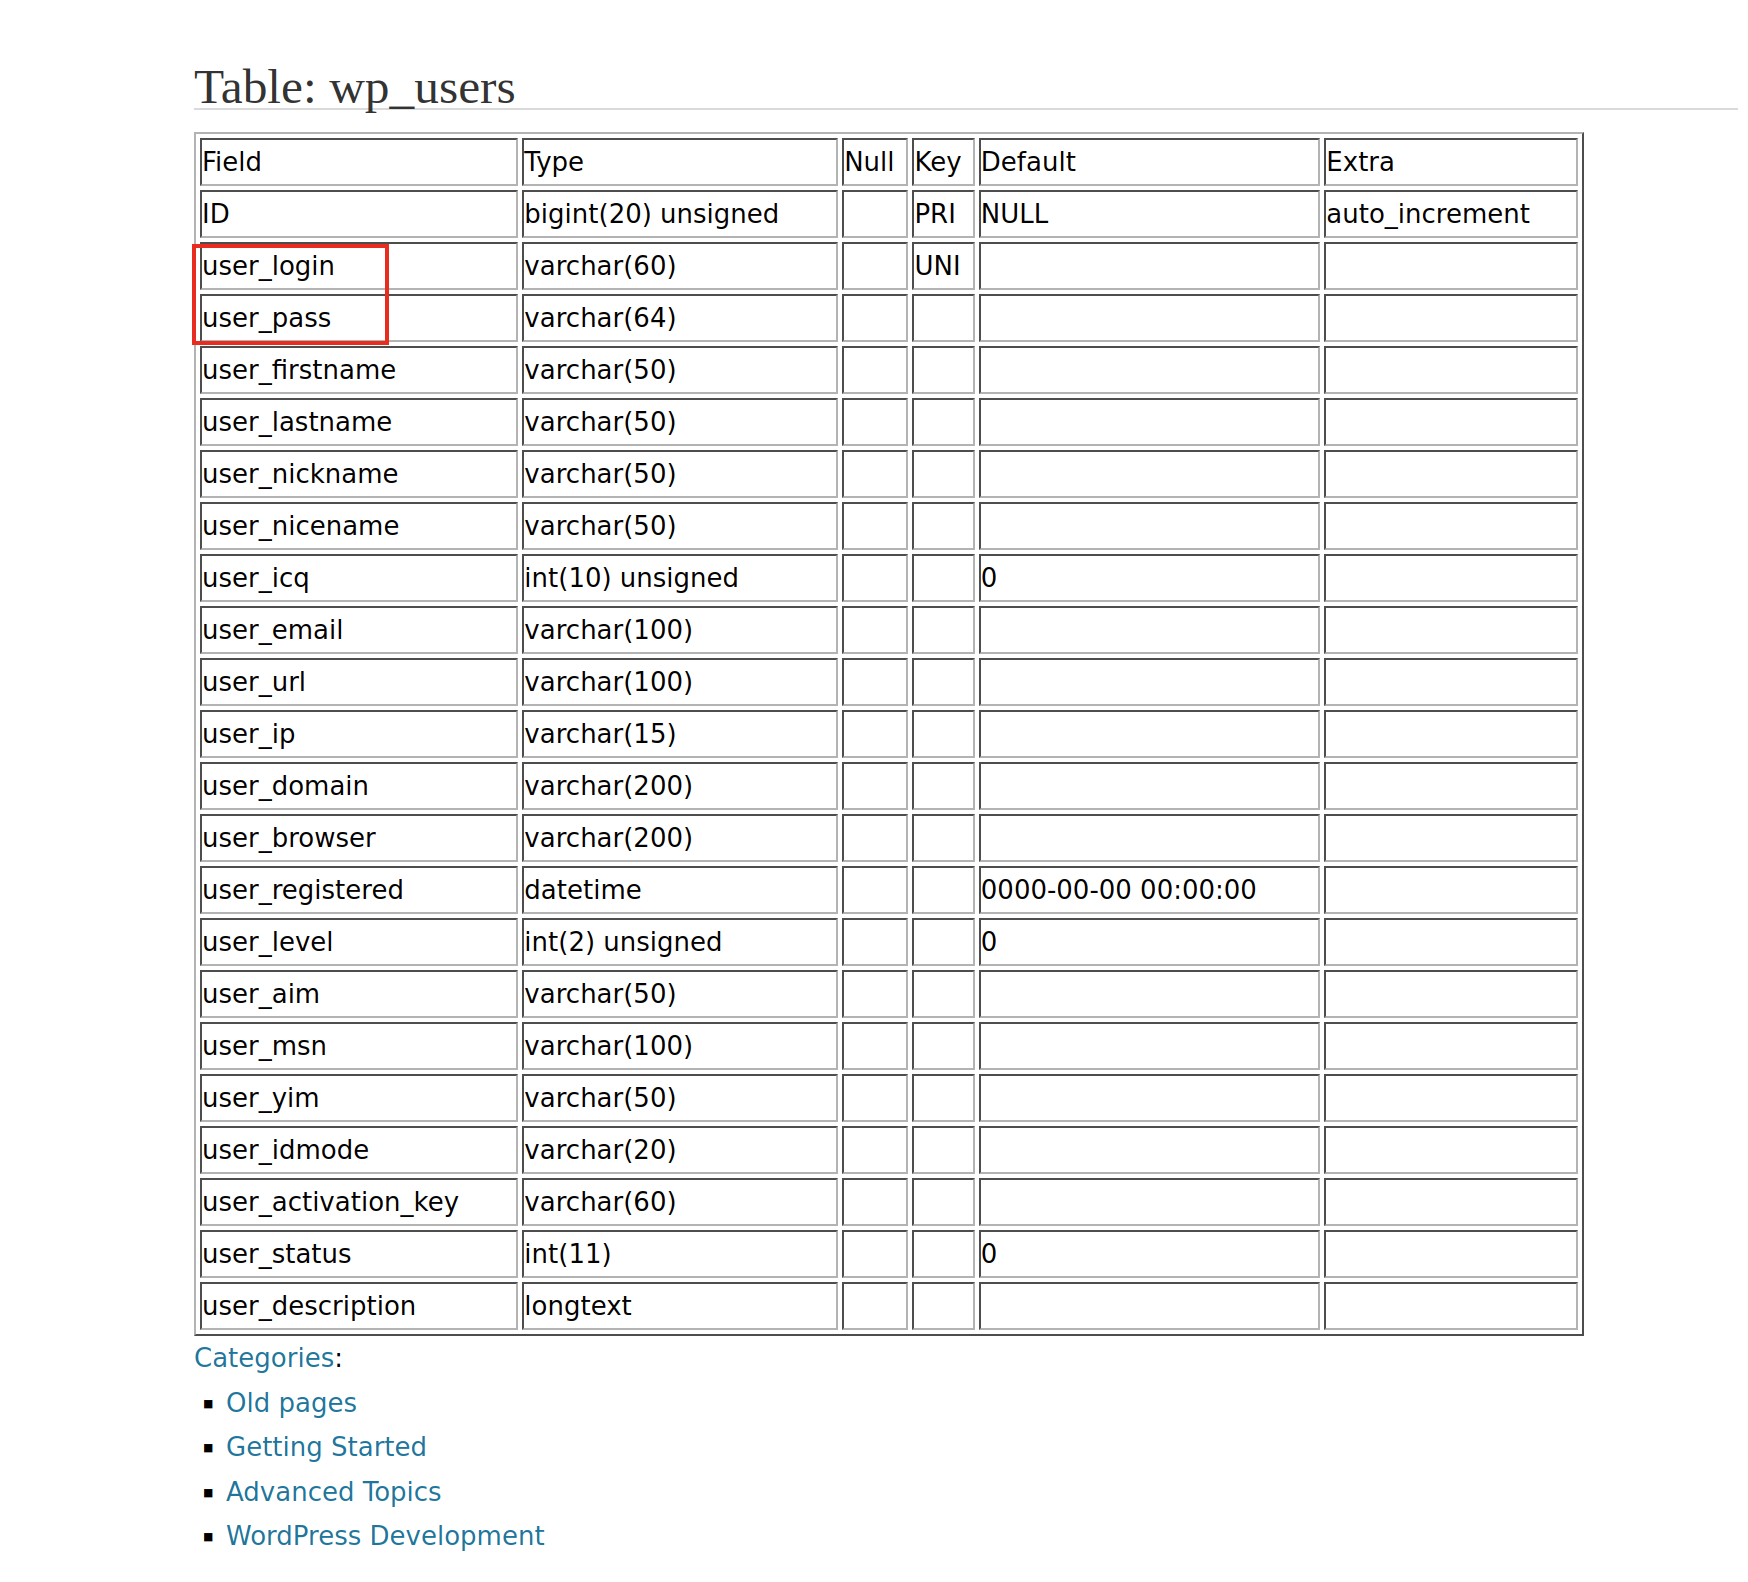 Table: wp_users
Field Type Null Key Default Extra
ID bigint(20) unsigned PRI NULL auto_increment
user_login varchar(60) UNI
user_pass varchar(64)
user_firstname varchar(50)
user_lastname varchar(50)
user_nickname varchar(50)
user_nicename varchar(50)
user_icq int(10) unsigned 0
user_email varchar(100)
user_url varchar(100)
user_ip varchar(15)
user_domain varchar(200)
user_browser varchar(200)
user_registered datetime 0000-00-00 00:00:00
user_level int(2) unsigned 0
user_aim varchar(50)
user_msn varchar(100)
user_yim varchar(50)
user_idmode varchar(20)
user_activation_key varchar(60)
user_status int(11) 0
user_description longtext
Categories:
Old pages
Getting Started
Advanced Topics
WordPress Development